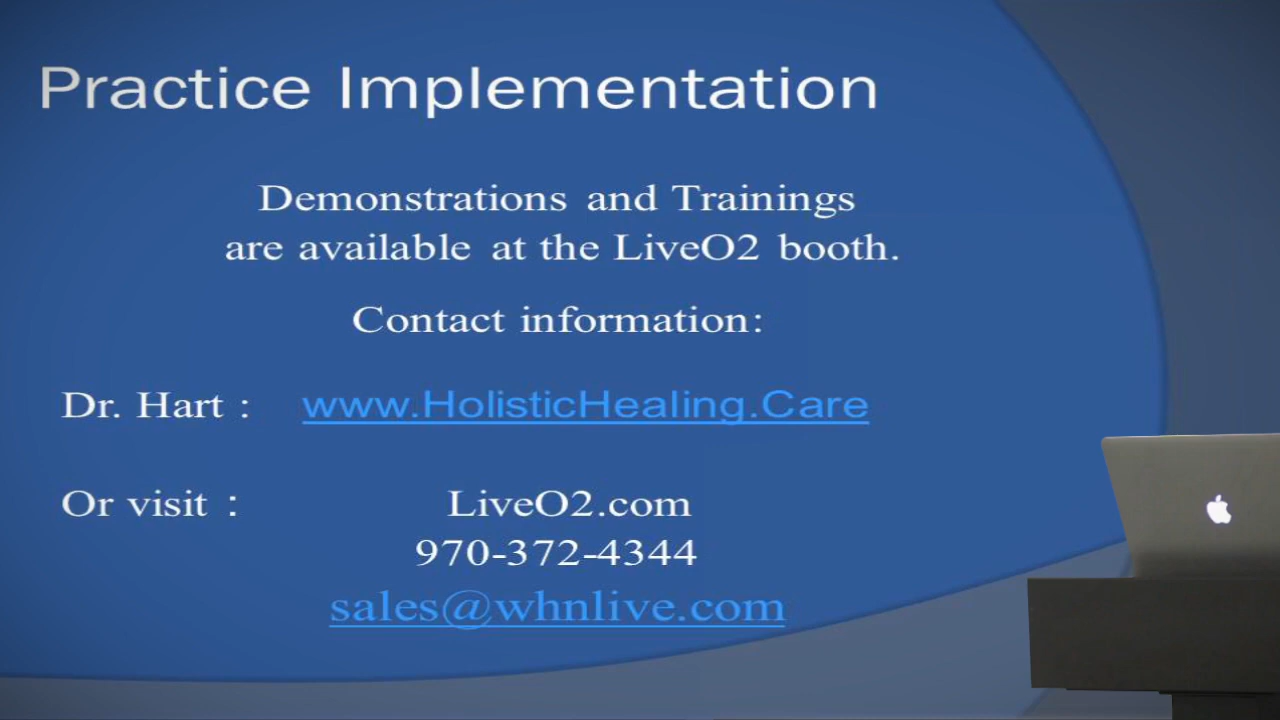 Practice Implementation
Demonstrations and Trainings
are available at the LiveO2 booth.
Contact information:
Dr. Hart : www.HolisticHealing.Care
Or visit : LiveO2.com
970-372-4344
sales@whnlive.com